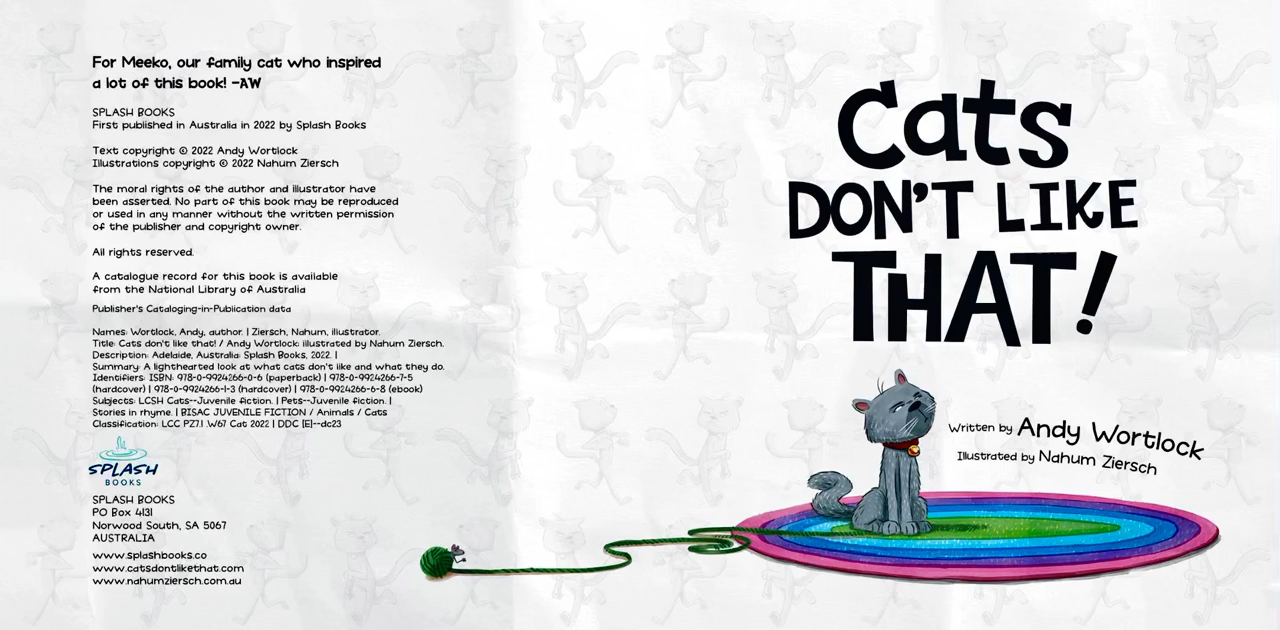 For Meeko, our family cat who inspired
a lot of this book! -AW
SPLASH BOOKS
First published in Australia in 2022 by Splash Books
Text copyright © 2022 Andy Wortlock
Illustrations copyright © 2022 Nahum Ziersch
The moral rights of the author and illustrator have
been asserted. No part of this book may be reproduced
or used in any manner without the written permission
of the publisher and copyright owner.
All rights reserved.
A catalogue record for this book is available
from the National Library of Australia
Publisher's Cataloging-in-Publication data
Names: Wortlock, Andy, author. | Ziersch, Nahum, illustrator.
Title: Cats don't like that! / Andy Wortlock; illustrated by Nahum Ziersch.
Description: Adelaide, Australia: Splash Books, 2022. |
Summary: A lighthearted look at what cats don't like and what they do.
Identifiers: ISBN: 978-0-9924266-0-6 (paperback) | 978-0-9924266-7-5
(hardcover) | 978-0-9924266-1-3 (hardcover) | 978-0-9924266-6-8 (ebook)
Subjects: LCSH Cats--Juvenile fiction. | Pets--Juvenile fiction. |
Stories in rhyme. | BISAC JUVENILE FICTION / Animals / Cats
Classification: LCC PZ7.1 .W67 Cat 2022 | DDC [E]--dc23
SPLASH
BOOKS
SPLASH BOOKS
PO Box 4131
Norwood South, SA 5067
AUSTRALIA
www.splashbooks.co
www.catsdontlikethat.com
www.nahumziersch.com.au
Cats
DON'T LIKE
THAT!
Written by Andy Wortlock
Illustrated by Nahum Ziersch